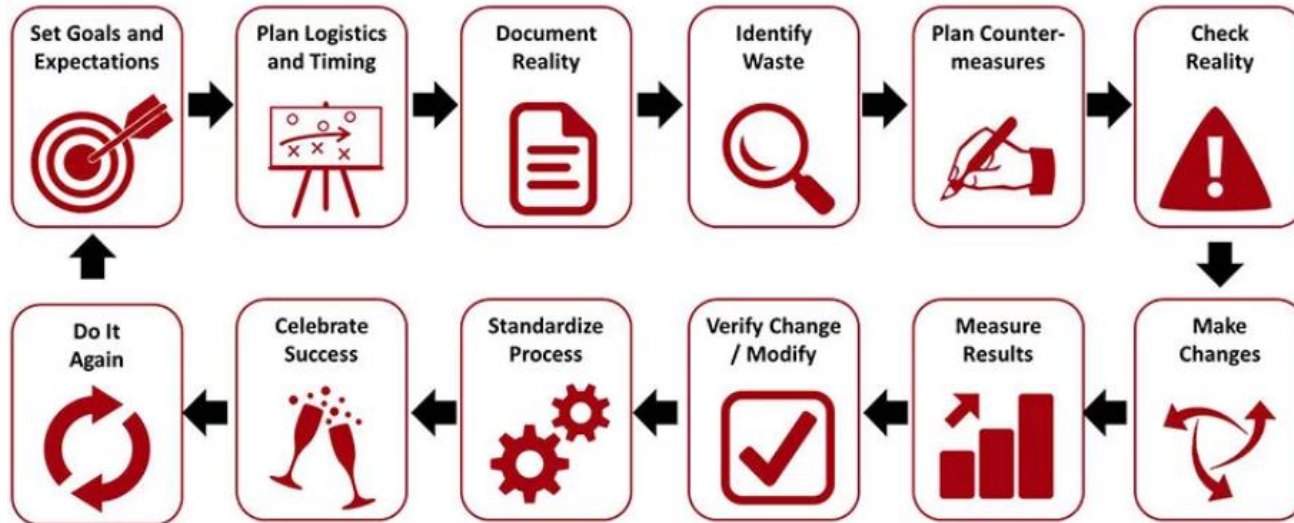 Set Goals and
Expectations
Plan Logistics
and Timing
Document
Reality
Identify
Waste
Plan Counter-
measures
Check
Reality
Make
Changes
Measure
Results
Verify Change
/ Modify
Standardize
Process
Celebrate
Success
Do It
Again